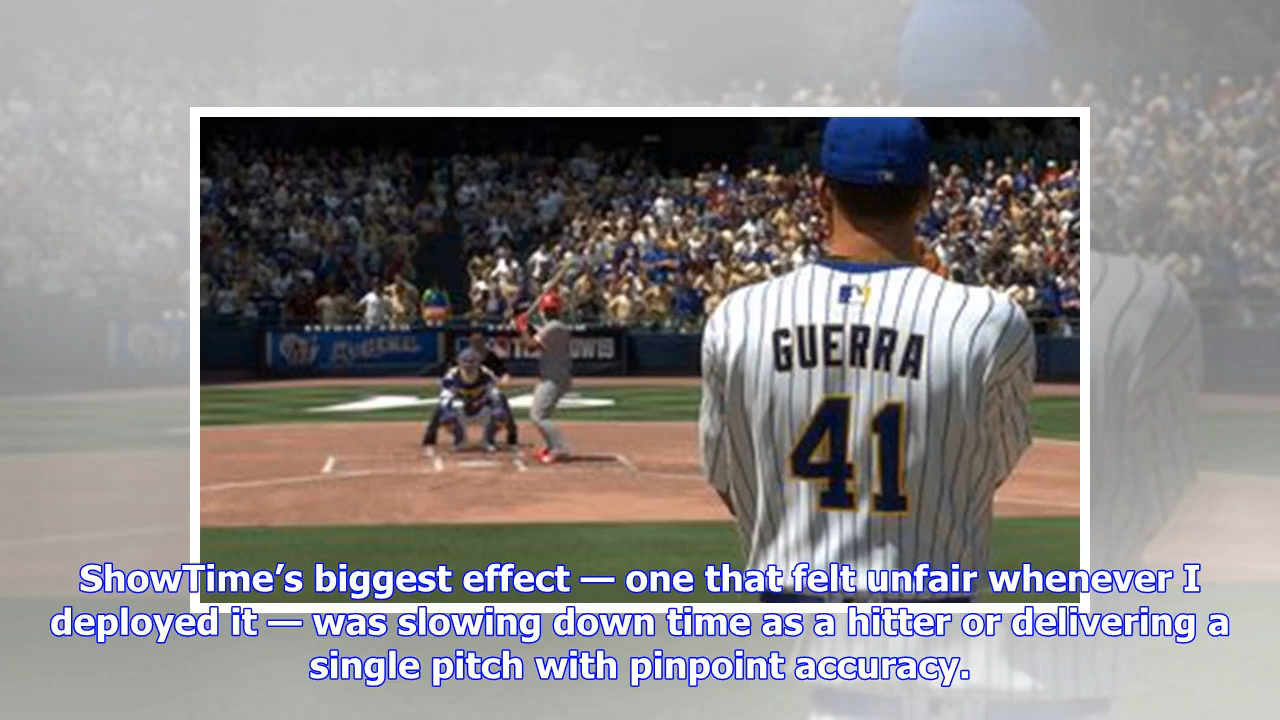 GUERRA
41
ShowTime’s biggest effect — one that felt unfair whenever I
deployed it — was slowing down time as a hitter or delivering a
single pitch with pinpoint accuracy.